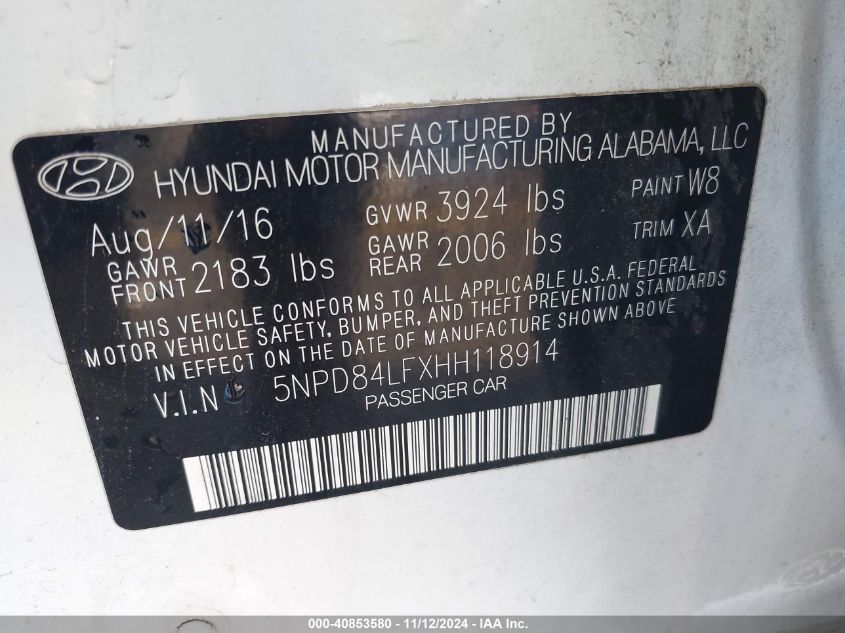 MANUFACTURED BY
HYUNDAI MOTOR MANUFACTURING ALABAMA, LLC
Aug/11/16 GVWR 3924 lbs PAINT W8
GAWR FRONT 2183 lbs GAWR REAR 2006 lbs TRIM XA
THIS VEHICLE CONFORMS TO ALL APPLICABLE U.S.A. FEDERAL
MOTOR VEHICLE SAFETY, BUMPER, AND THEFT PREVENTION STANDARDS
IN EFFECT ON THE DATE OF MANUFACTURE SHOWN ABOVE
V.I.N 5NPD84LFXHH118914
PASSENGER CAR
000-40853580 - 11/12/2024 - IAA Inc.